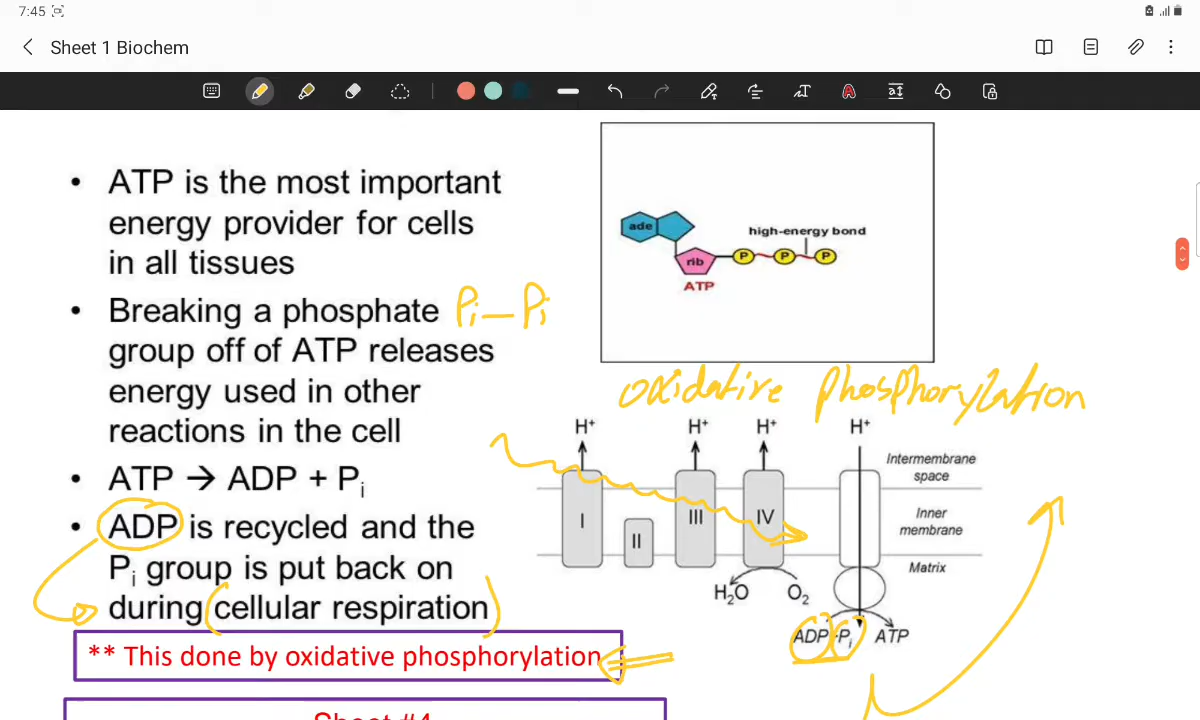 7:45
Sheet 1 Biochem
• ATP is the most important
energy provider for cells
in all tissues
• Breaking a phosphate Pi—Pi
group off of ATP releases
energy used in other
reactions in the cell
• ATP → ADP + Pi
• ADP is recycled and the
Pi group is put back on
during cellular respiration
** This done by oxidative phosphorylation
ade
high-energy bond
rib
P P P
ATP
oxidative phosphorylation
H+ H+ H+ H+
Intermembrane
space
I II III IV
Inner
membrane
Matrix
H2O O2
ADP+Pi ATP
Sheet #4